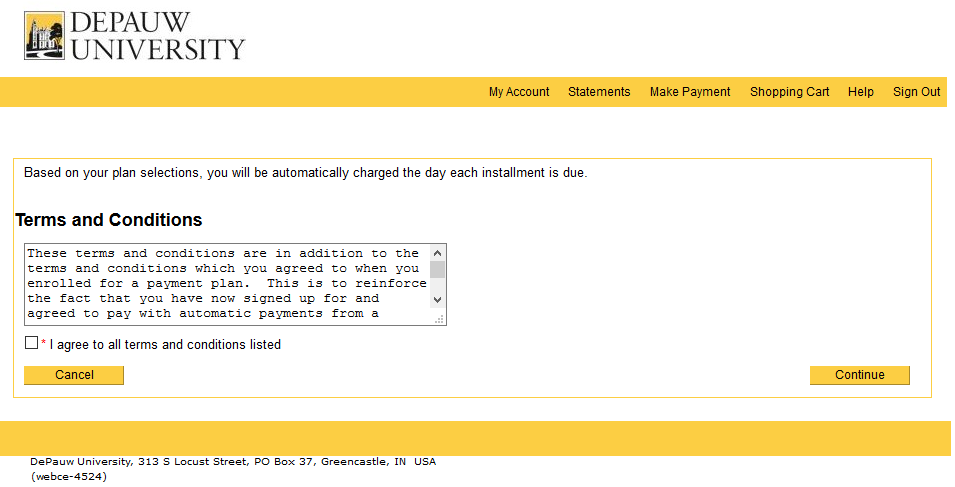 DEPAUW
UNIVERSITY
My Account Statements Make Payment Shopping Cart Help Sign Out
Based on your plan selections, you will be automatically charged the day each installment is due.
Terms and Conditions
These terms and conditions are in addition to the
terms and conditions which you agreed to when you
enrolled for a payment plan.  This is to reinforce
the fact that you have now signed up for and
agreed to pay with automatic payments from a
* I agree to all terms and conditions listed
Cancel Continue
DePauw University, 313 S Locust Street, PO Box 37, Greencastle, IN  USA
(webce-4524)